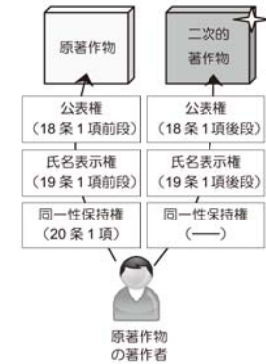 原著作物
二次的
著作物
公表権
（18条1項前段）
公表権
（18条1項後段）
氏名表示権
（19条1項前段）
氏名表示権
（19条1項後段）
同一性保持権
（20条1項）
同一性保持権
（――）
原著作物
の著作者